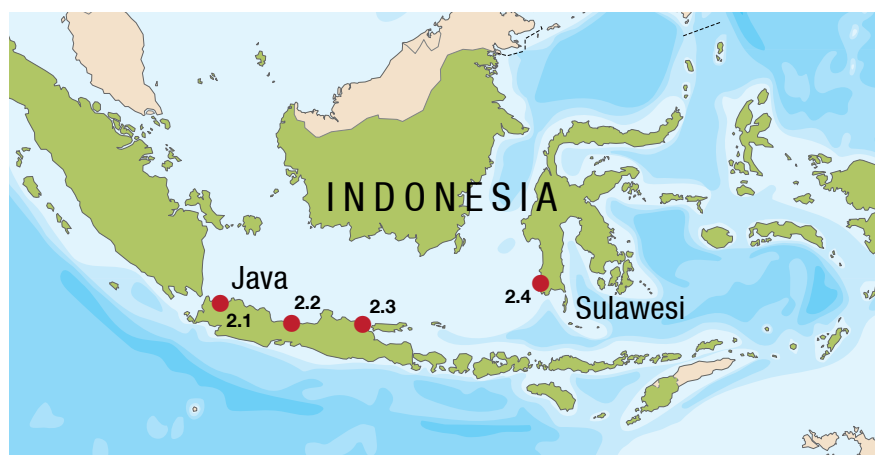 INDONESIA
Java
2.1
2.2
2.3
2.4
Sulawesi